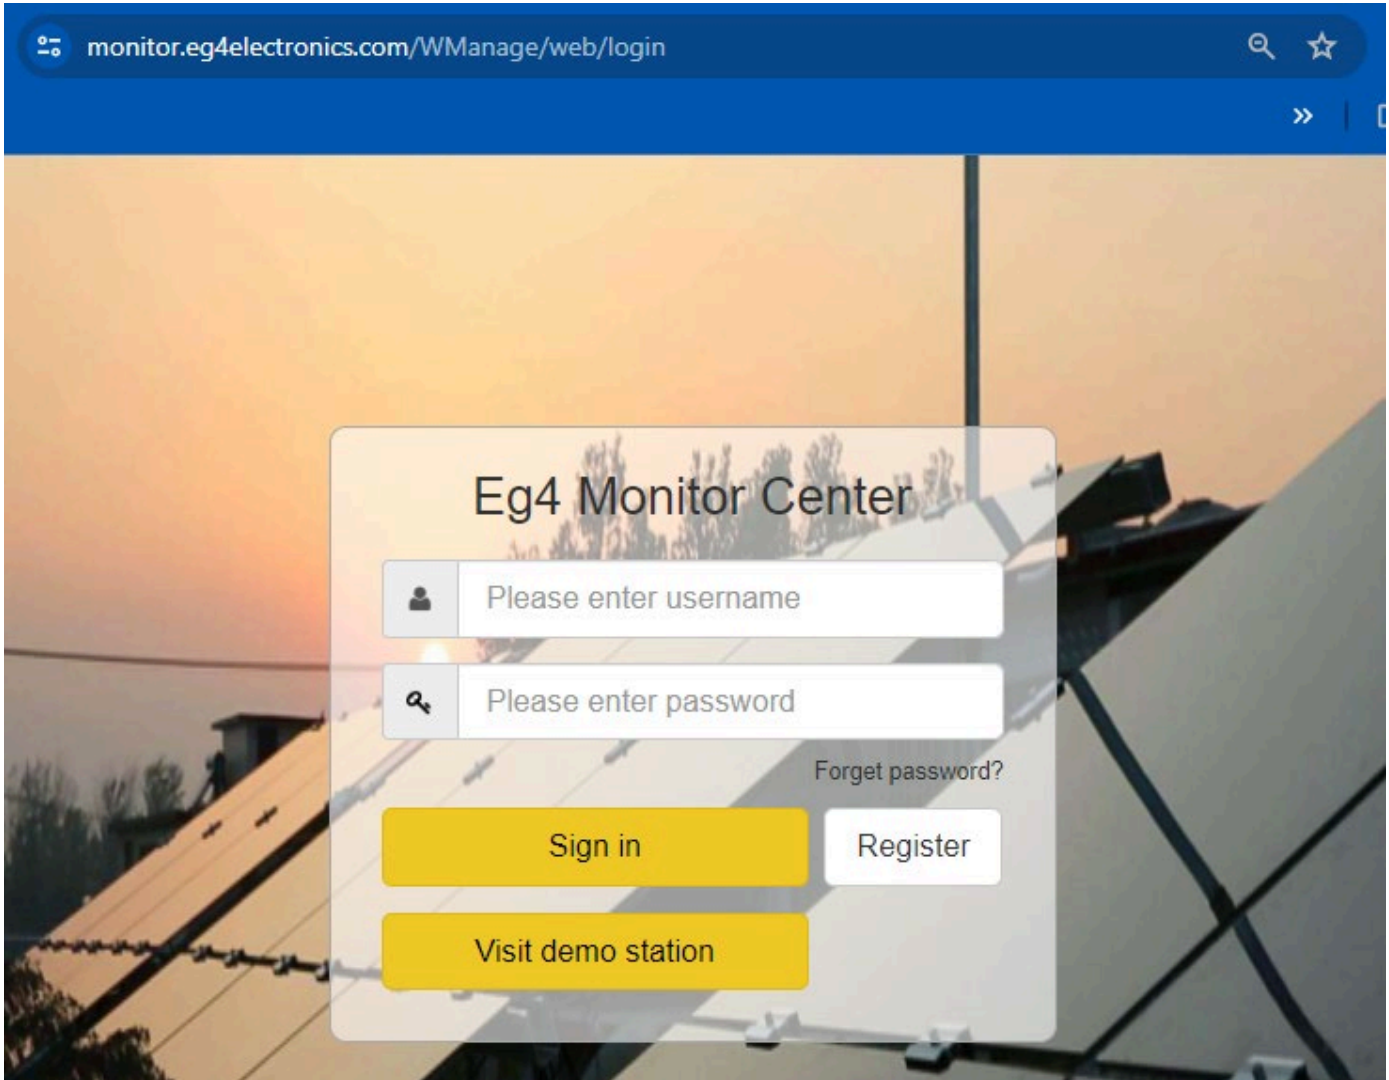 monitor.eg4electronics.com/WManage/web/login
Eg4 Monitor Center
Please enter username
Please enter password
Forget password?
Sign in
Register
Visit demo station